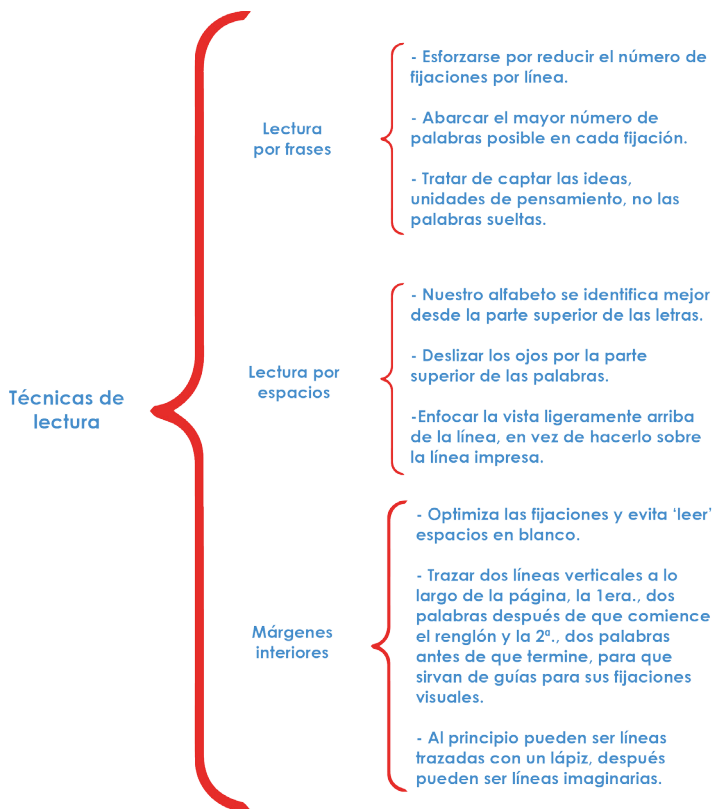 Técnicas de
lectura
Lectura
por frases
- Esforzarse por reducir el número de
fijaciones por línea.
- Abarcar el mayor número de
palabras posible en cada fijación.
- Tratar de captar las ideas,
unidades de pensamiento, no las
palabras sueltas.
Lectura por
espacios
- Nuestro alfabeto se identifica mejor
desde la parte superior de las letras.
- Deslizar los ojos por la parte
superior de las palabras.
-Enfocar la vista ligeramente arriba
de la línea, en vez de hacerlo sobre
la línea impresa.
Márgenes
interiores
- Optimiza las fijaciones y evita ‘leer’
espacios en blanco.
- Trazar dos líneas verticales a lo
largo de la página, la 1era., dos
palabras después de que comience
el renglón y la 2ª., dos palabras
antes de que termine, para que
sirvan de guías para sus fijaciones
visuales.
- Al principio pueden ser líneas
trazadas con un lápiz, después
pueden ser líneas imaginarias.